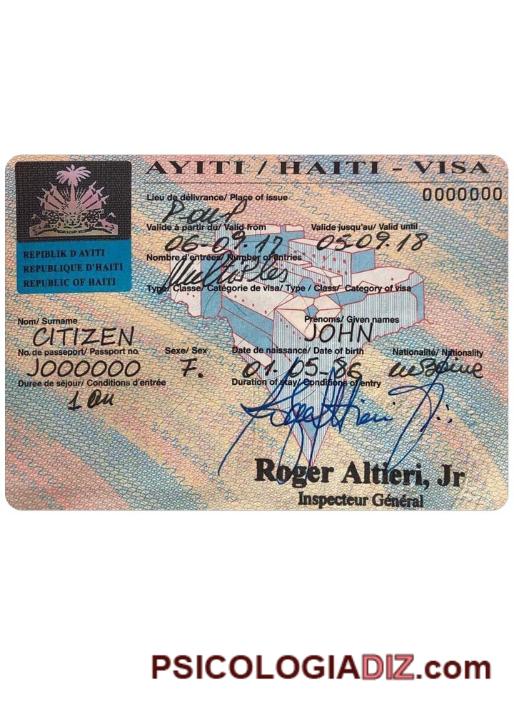 AYITI / HAITI - VISA
0000000
Lieu de délivrance/ Place of issue
P-au-P
Valide à partir du/ Valid from Valide jusqu'au/ Valid until
06-09.17 05-09.18
Nombre d'entrées/ Number of entries
Multiples
REPIBLIK D AYITI
REPUBLIQUE D'HAITI
REPUBLIC OF HAITI
Type/ Classe/ Catégorie de visa/ Type / Class/ Category of visa
Nom/ Surname Prénoms/ Given names
CITIZEN JOHN
No. de passeport/ Passport no. Sexe/ Sex Date de naissance/ Date of birth Nationalité/ Nationality
J000000 F. 01-05-86
Durée de séjour/ Conditions d'entrée Duration of stay/ Conditions of entry
1 an
Roger Altieri, Jr
Inspecteur Général
PSICOLOGIADIZ.com